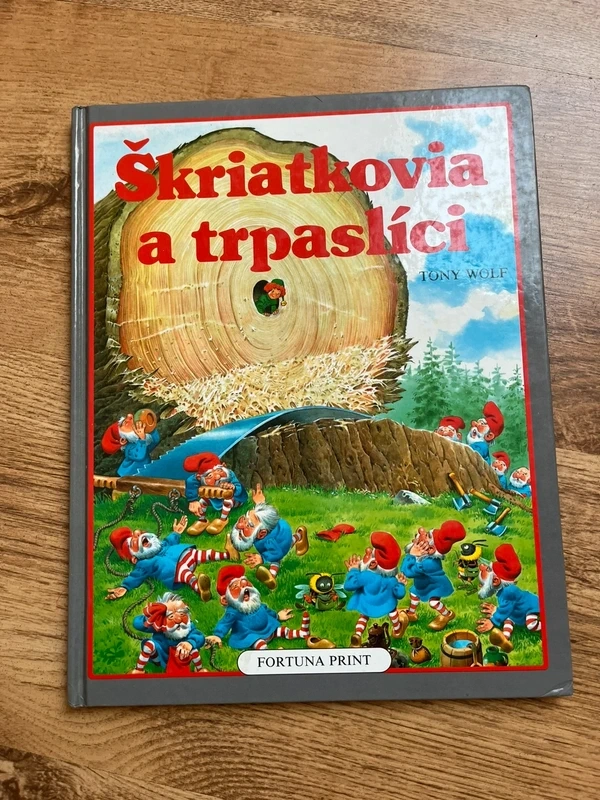 Škriatkovia
a trpaslíci
TONY WOLF
FORTUNA PRINT